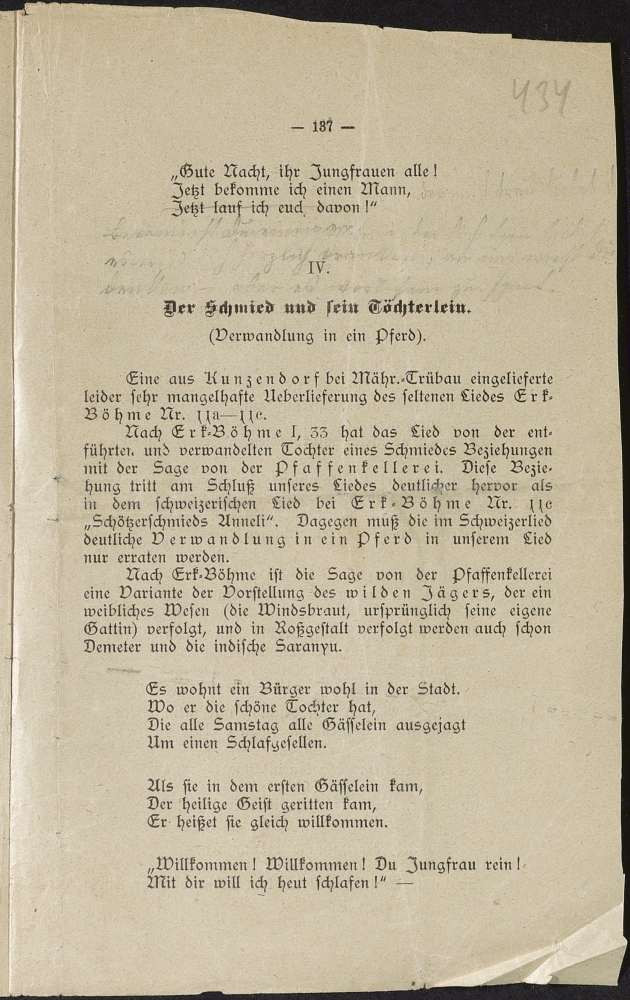 434
— 137 —
„Gute Nacht, ihr Jungfrauen alle!
Jetzt bekomme ich einen Mann,
Jetzt lauf ich euch davon!“
IV.
Der Schmied und sein Töchterlein.
(Verwandlung in ein Pferd).
Eine aus Kunzendorf bei Mähr.-Trübau eingelieferte
leider sehr mangelhafte Ueberlieferung des seltenen Liedes Erk-
Böhme Nr. 11a—11c.
Nach Erk-Böhme I, 33 hat das Lied von der ent-
führten und verwandelten Tochter eines Schmiedes Beziehungen
mit der Sage von der Pfaffenkellerei. Diese Bezie-
hung tritt am Schluß unseres Liedes deutlicher hervor als
in dem schweizerischen Lied bei Erk-Böhme Nr. 11c
„Schötzerschmieds Anneli“. Dagegen muß die im Schweizerlied
deutliche Verwandlung in ein Pferd in unserem Lied
nur erraten werden.
Nach Erk-Böhme ist die Sage von der Pfaffenkellerei
eine Variante der Vorstellung des wilden Jägers, der ein
weibliches Wesen (die Windsbraut, ursprünglich seine eigene
Gattin) verfolgt, und in Roßgestalt verfolgt werden auch schon
Demeter und die indische Saranyu.
Es wohnt ein Bürger wohl in der Stadt.
Wo er die schöne Tochter hat,
Die alle Samstag alle Gässelein ausgejagt
Um einen Schlafgesellen.
Als sie in dem ersten Gässelein kam,
Der heilige Geist geritten kam,
Er heißet sie gleich willkommen.
„Willkommen! Willkommen! Du Jungfrau rein!
Mit dir will ich heut schlafen!“ —